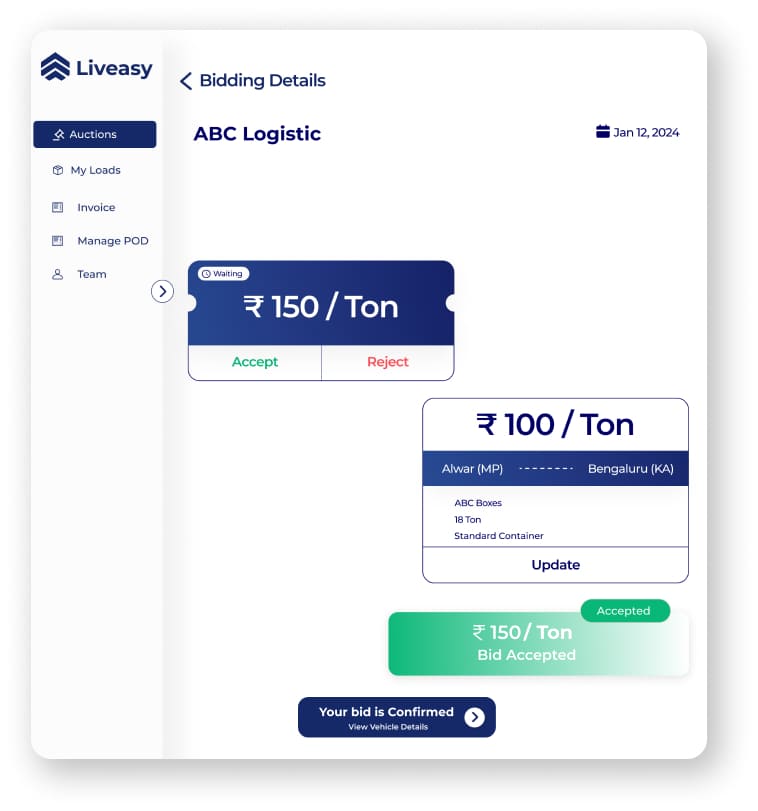 Liveasy
Auctions
My Loads
Invoice
Manage POD
Team
Bidding Details
ABC Logistic
Jan 12, 2024
Waiting
₹ 150 / Ton
Accept
Reject
₹ 100 / Ton
Alwar (MP) ------- Bengaluru (KA)
ABC Boxes
18 Ton
Standard Container
Update
Accepted
₹ 150 / Ton
Bid Accepted
Your bid is Confirmed
View Vehicle Details